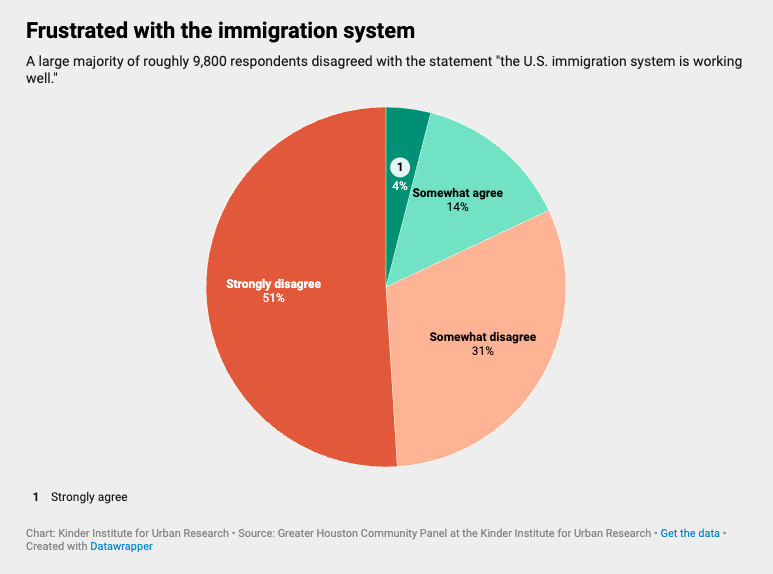 Frustrated with the immigration system
A large majority of roughly 9,800 respondents disagreed with the statement "the U.S. immigration system is working
well."
1
4%
Somewhat agree
14%
Strongly disagree
51%
Somewhat disagree
31%
1 Strongly agree
Chart: Kinder Institute for Urban Research • Source: Greater Houston Community Panel at the Kinder Institute for Urban Research • Get the data •
Created with Datawrapper